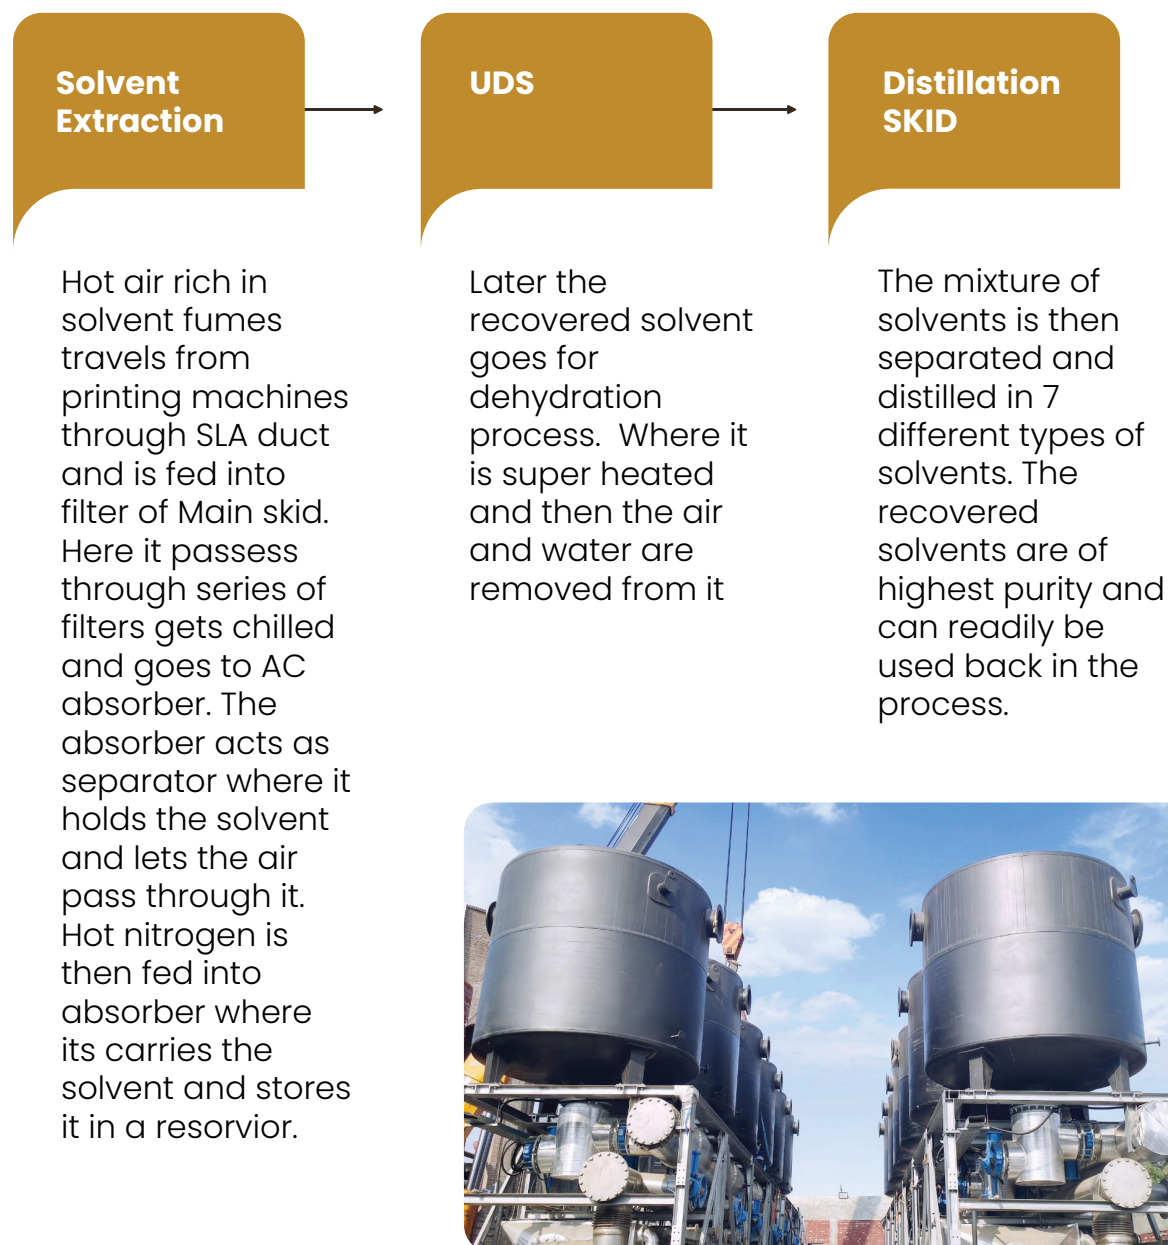 Solvent
Extraction
Hot air rich in
solvent fumes
travels from
printing machines
through SLA duct
and is fed into
filter of Main skid.
Here it passess
through series of
filters gets chilled
and goes to AC
absorber. The
absorber acts as
separator where it
holds the solvent
and lets the air
pass through it.
Hot nitrogen is
then fed into
absorber where
its carries the
solvent and stores
it in a resorvior.
UDS
Later the
recovered solvent
goes for
dehydration
process.  Where it
is super heated
and then the air
and water are
removed from it
Distillation
SKID
The mixture of
solvents is then
separated and
distilled in 7
different types of
solvents. The
recovered
solvents are of
highest purity and
can readily be
used back in the
process.